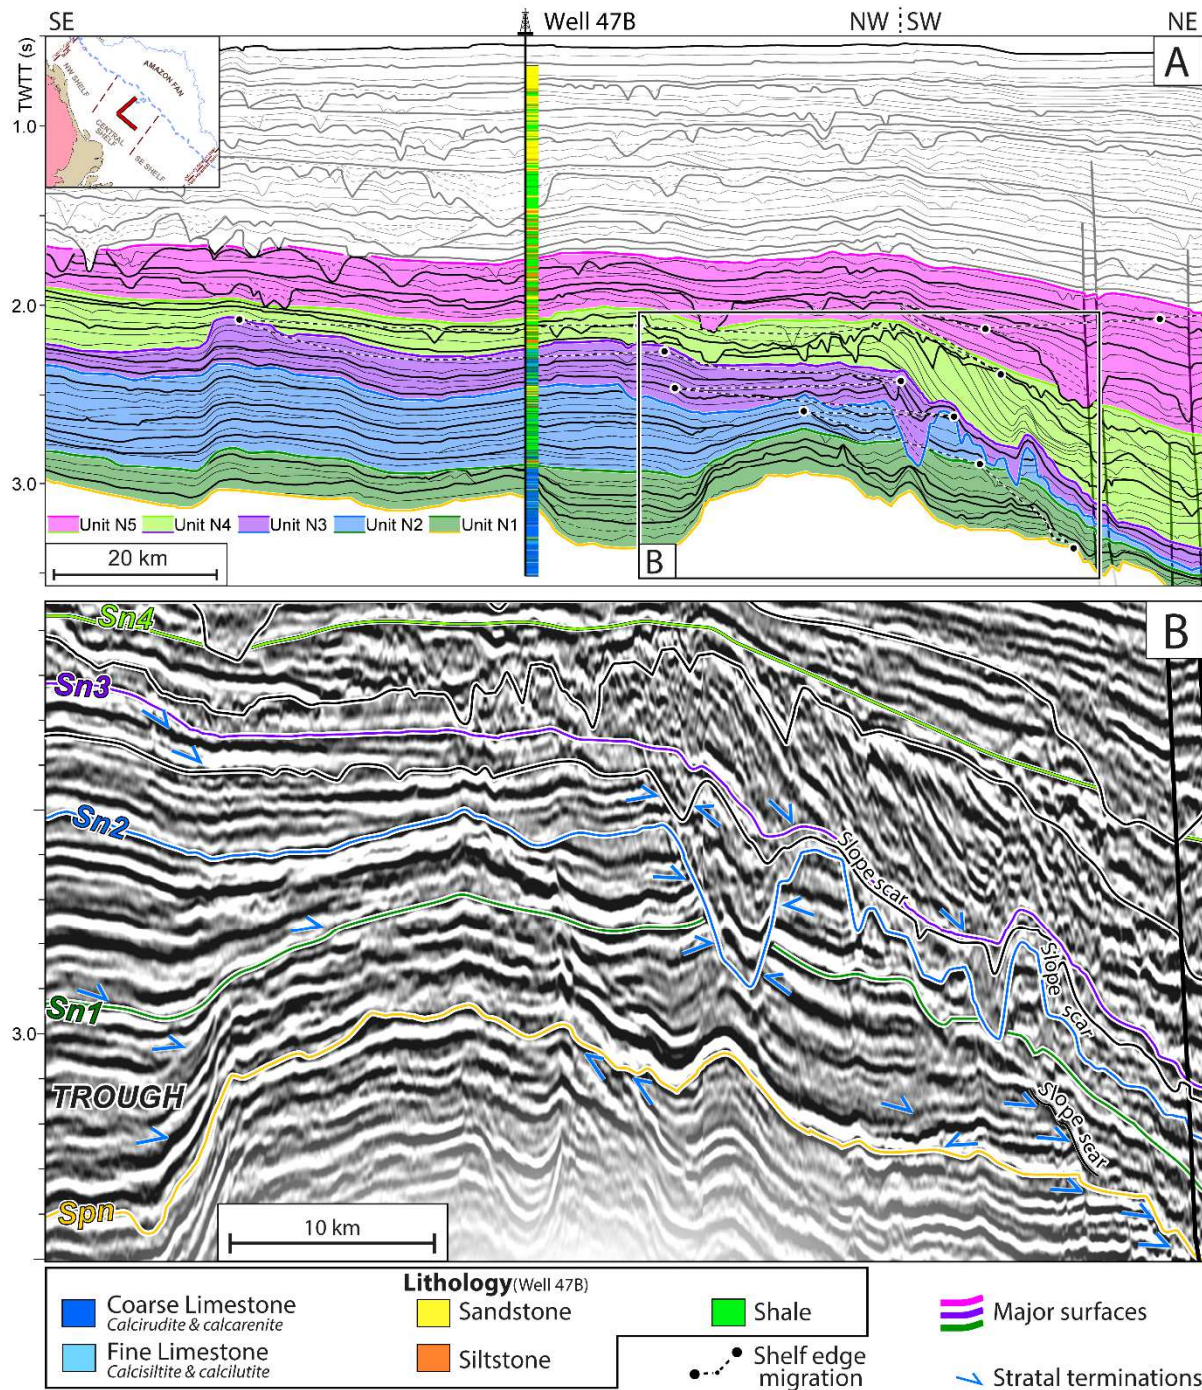 SE
Well 47B
NW
SW
NE
TWTT (s)
A
AMAZON FAN
NW SHELF
CENTRAL
SHELF
SE SHELF
1.0
2.0
3.0
Unit N5
Unit N4
Unit N3
Unit N2
Unit N1
20 km
B
Sn4
B
Sn3
Sn2
Slope scar
Slope scar
Sn1
3.0
TROUGH
Slope scar
Spn
10 km
Lithology (Well 47B)
Coarse Limestone
Calcirudite & calcarenite
Sandstone
Shale
Major surfaces
Fine Limestone
Calcisiltite & calcilutite
Siltstone
Shelf edge
migration
Stratal terminations